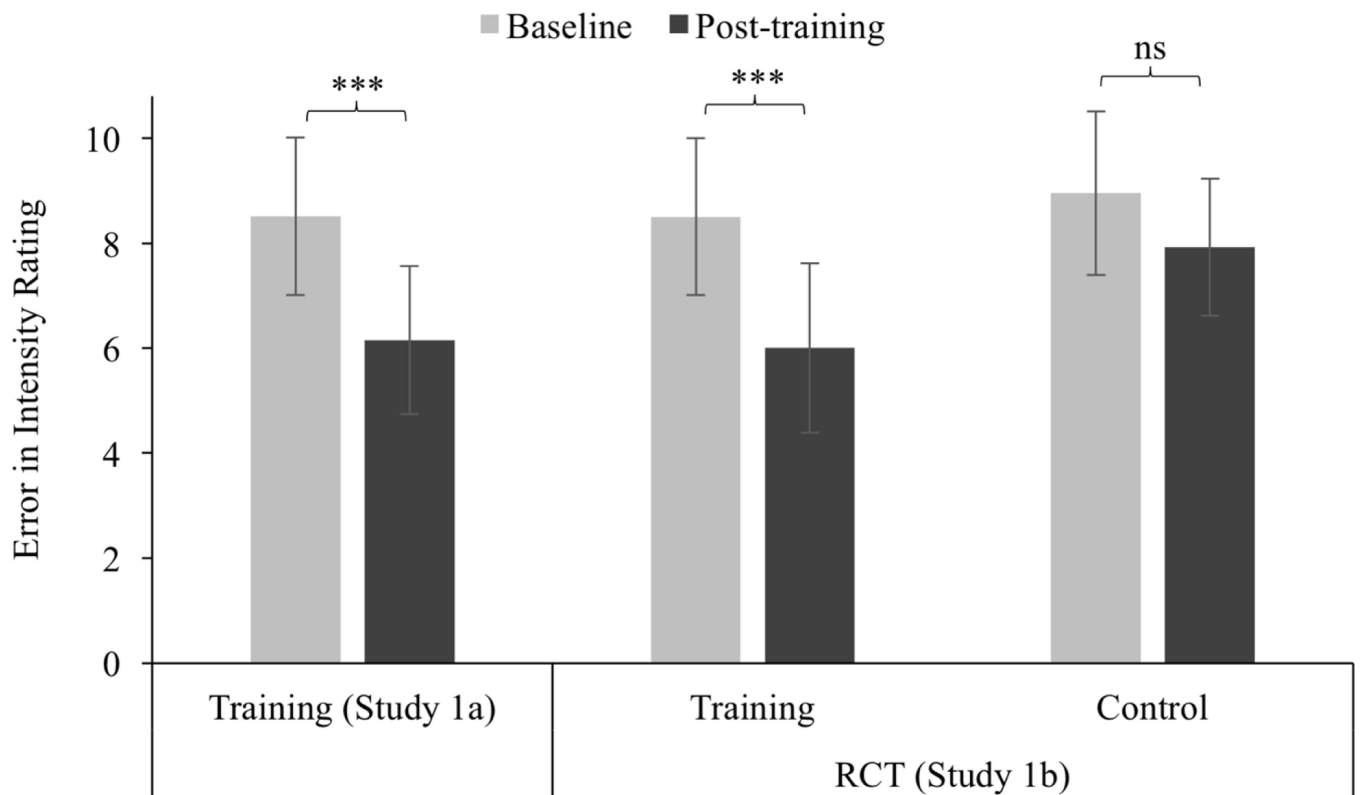 Baseline Post-training
*** *** ns
Error in Intensity Rating
10
8
6
4
2
0
Training (Study 1a) Training Control
RCT (Study 1b)